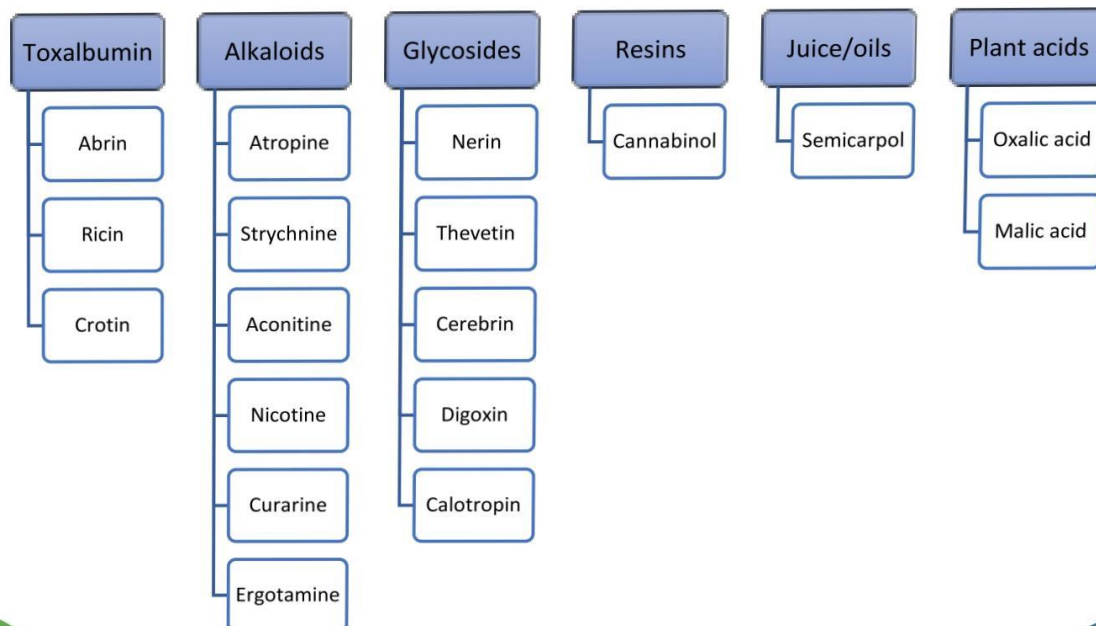 Toxalbumin
Abrin
Ricin
Crotin
Alkaloids
Atropine
Strychnine
Aconitine
Nicotine
Curarine
Ergotamine
Glycosides
Nerin
Thevetin
Cerebrin
Digoxin
Calotropin
Resins
Cannabinol
Juice/oils
Semicarpol
Plant acids
Oxalic acid
Malic acid